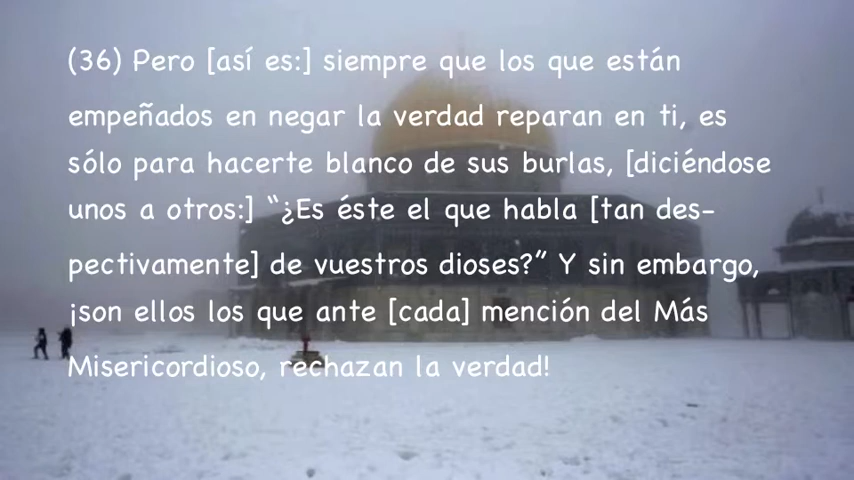 (36) Pero [así es:] siempre que los que están
empeñados en negar la verdad reparan en ti, es
sólo para hacerte blanco de sus burlas, [diciéndose
unos a otros:] “¿Es éste el que habla [tan des-
pectivamente] de vuestros dioses?” Y sin embargo,
¡son ellos los que ante [cada] mención del Más
Misericordioso, rechazan la verdad!